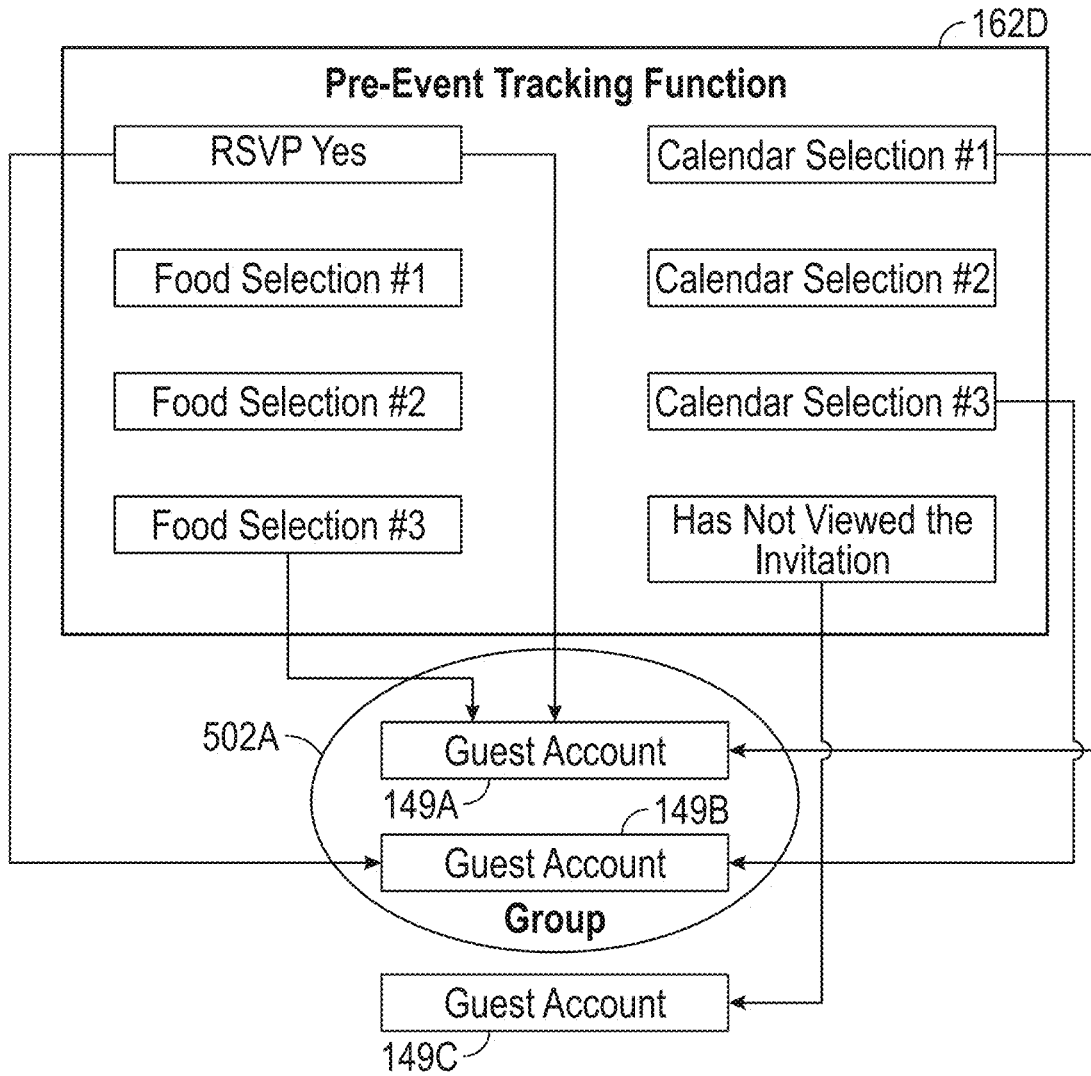 162D
Pre-Event Tracking Function
RSVP Yes
Calendar Selection #1
Food Selection #1
Calendar Selection #2
Food Selection #2
Calendar Selection #3
Food Selection #3
Has Not Viewed the
Invitation
502A
Guest Account
149A
149B
Guest Account
Group
Guest Account
149C